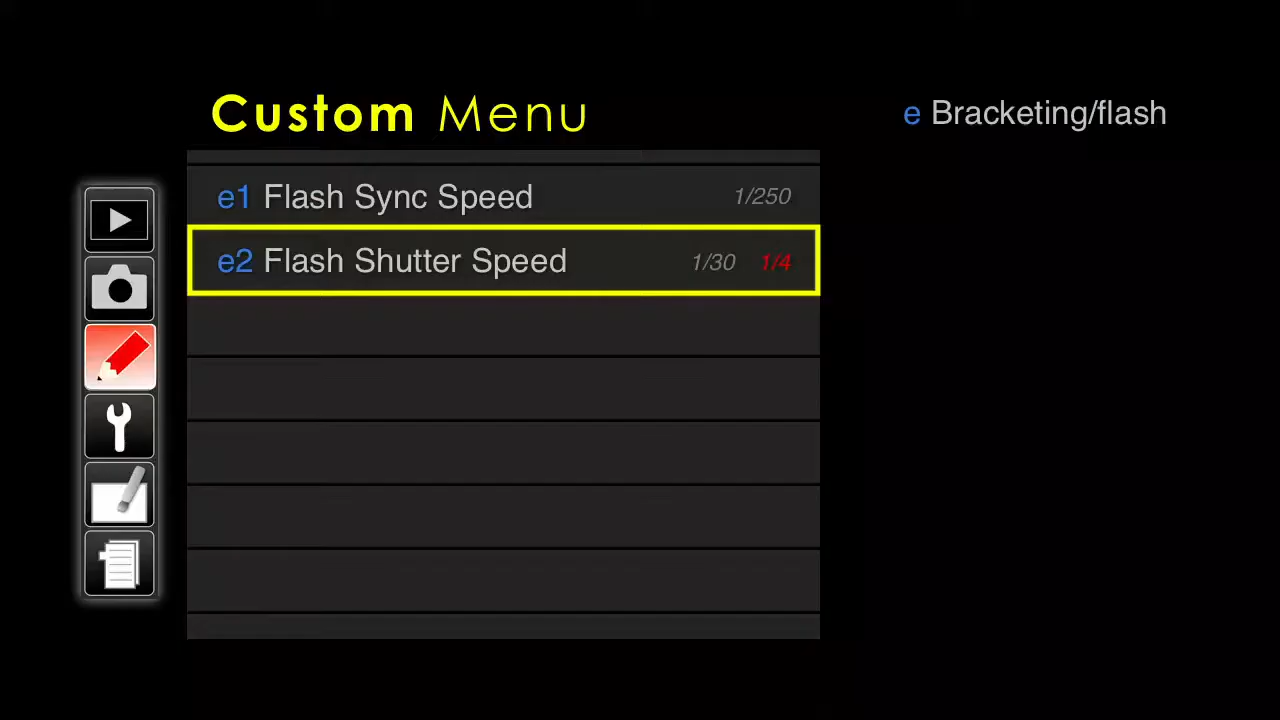 Custom Menu
e Bracketing/flash
e1 Flash Sync Speed 1/250
e2 Flash Shutter Speed 1/30 1/4